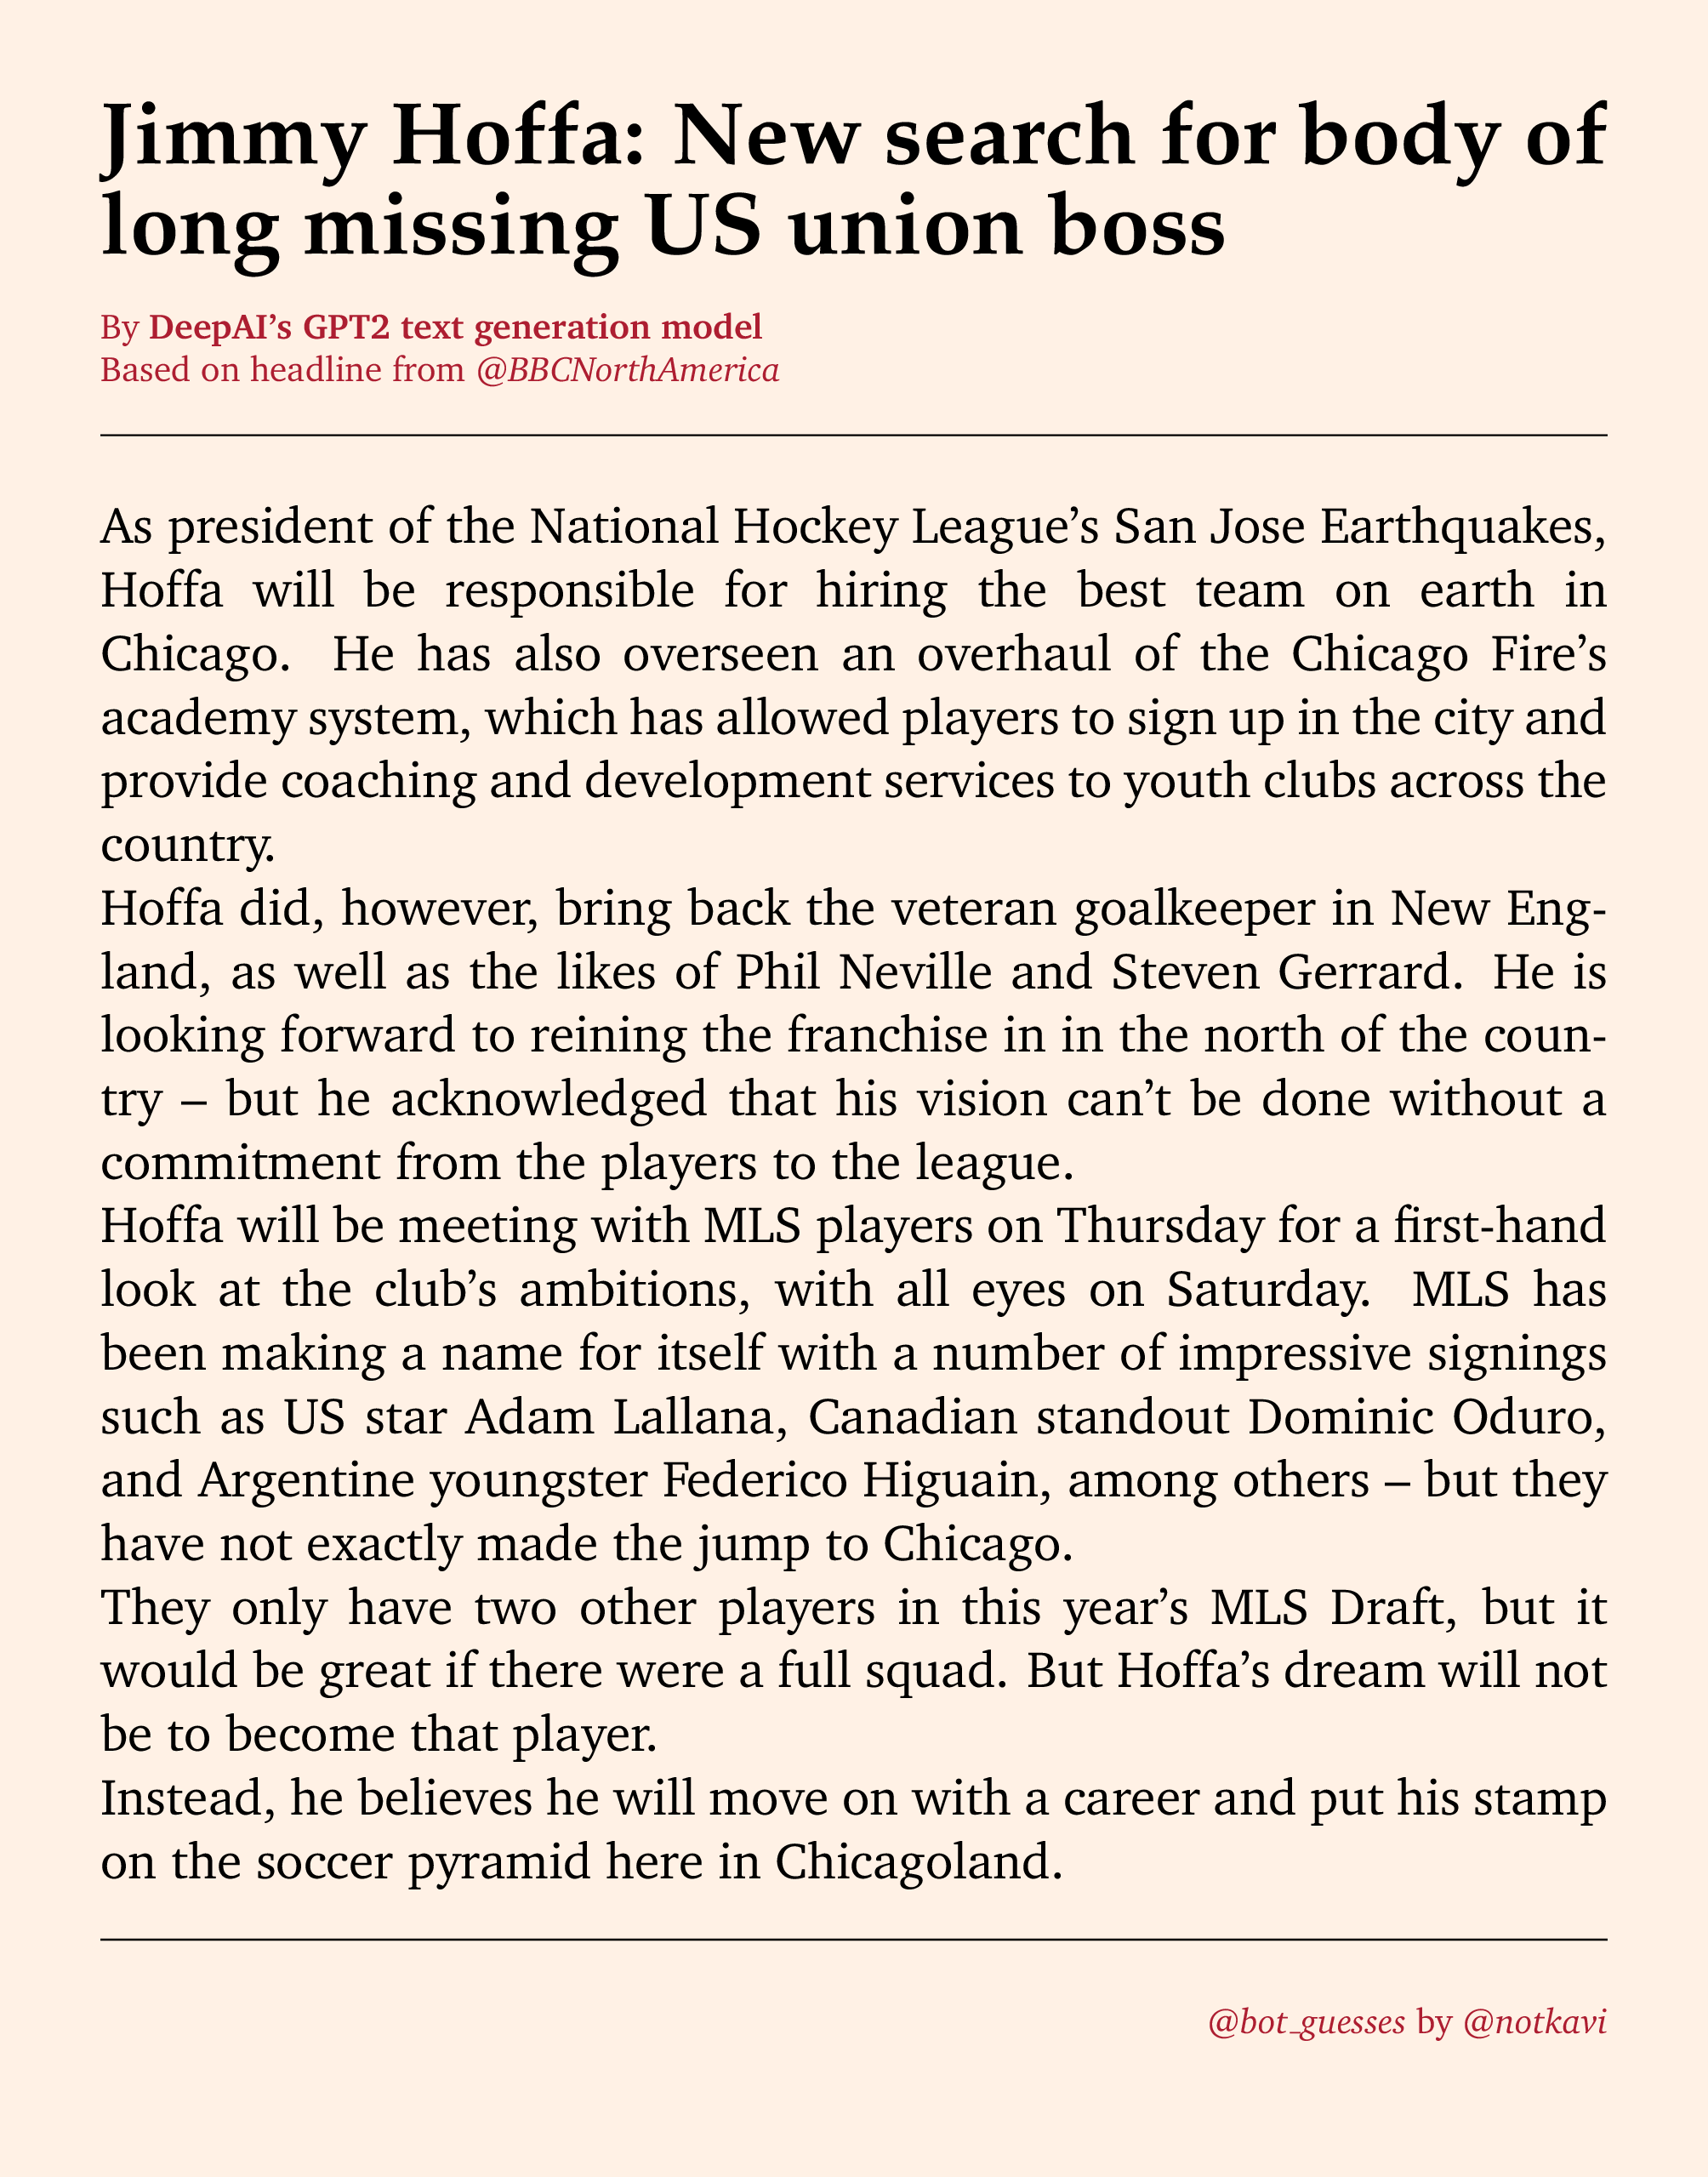 Jimmy Hoffa: New search for body of
long missing US union boss
By DeepAI's GPT2 text generation model
Based on headline from @BBCNorthAmerica
As president of the National Hockey League's San Jose Earthquakes,
Hoffa will be responsible for hiring the best team on earth in
Chicago. He has also overseen an overhaul of the Chicago Fire's
academy system, which has allowed players to sign up in the city and
provide coaching and development services to youth clubs across the
country.
Hoffa did, however, bring back the veteran goalkeeper in New Eng-
land, as well as the likes of Phil Neville and Steven Gerrard. He is
looking forward to reining the franchise in in the north of the coun-
try – but he acknowledged that his vision can't be done without a
commitment from the players to the league.
Hoffa will be meeting with MLS players on Thursday for a first-hand
look at the club's ambitions, with all eyes on Saturday. MLS has
been making a name for itself with a number of impressive signings
such as US star Adam Lallana, Canadian standout Dominic Oduro,
and Argentine youngster Federico Higuain, among others – but they
have not exactly made the jump to Chicago.
They only have two other players in this year's MLS Draft, but it
would be great if there were a full squad. But Hoffa's dream will not
be to become that player.
Instead, he believes he will move on with a career and put his stamp
on the soccer pyramid here in Chicagoland.
@bot_guesses by @notkavi